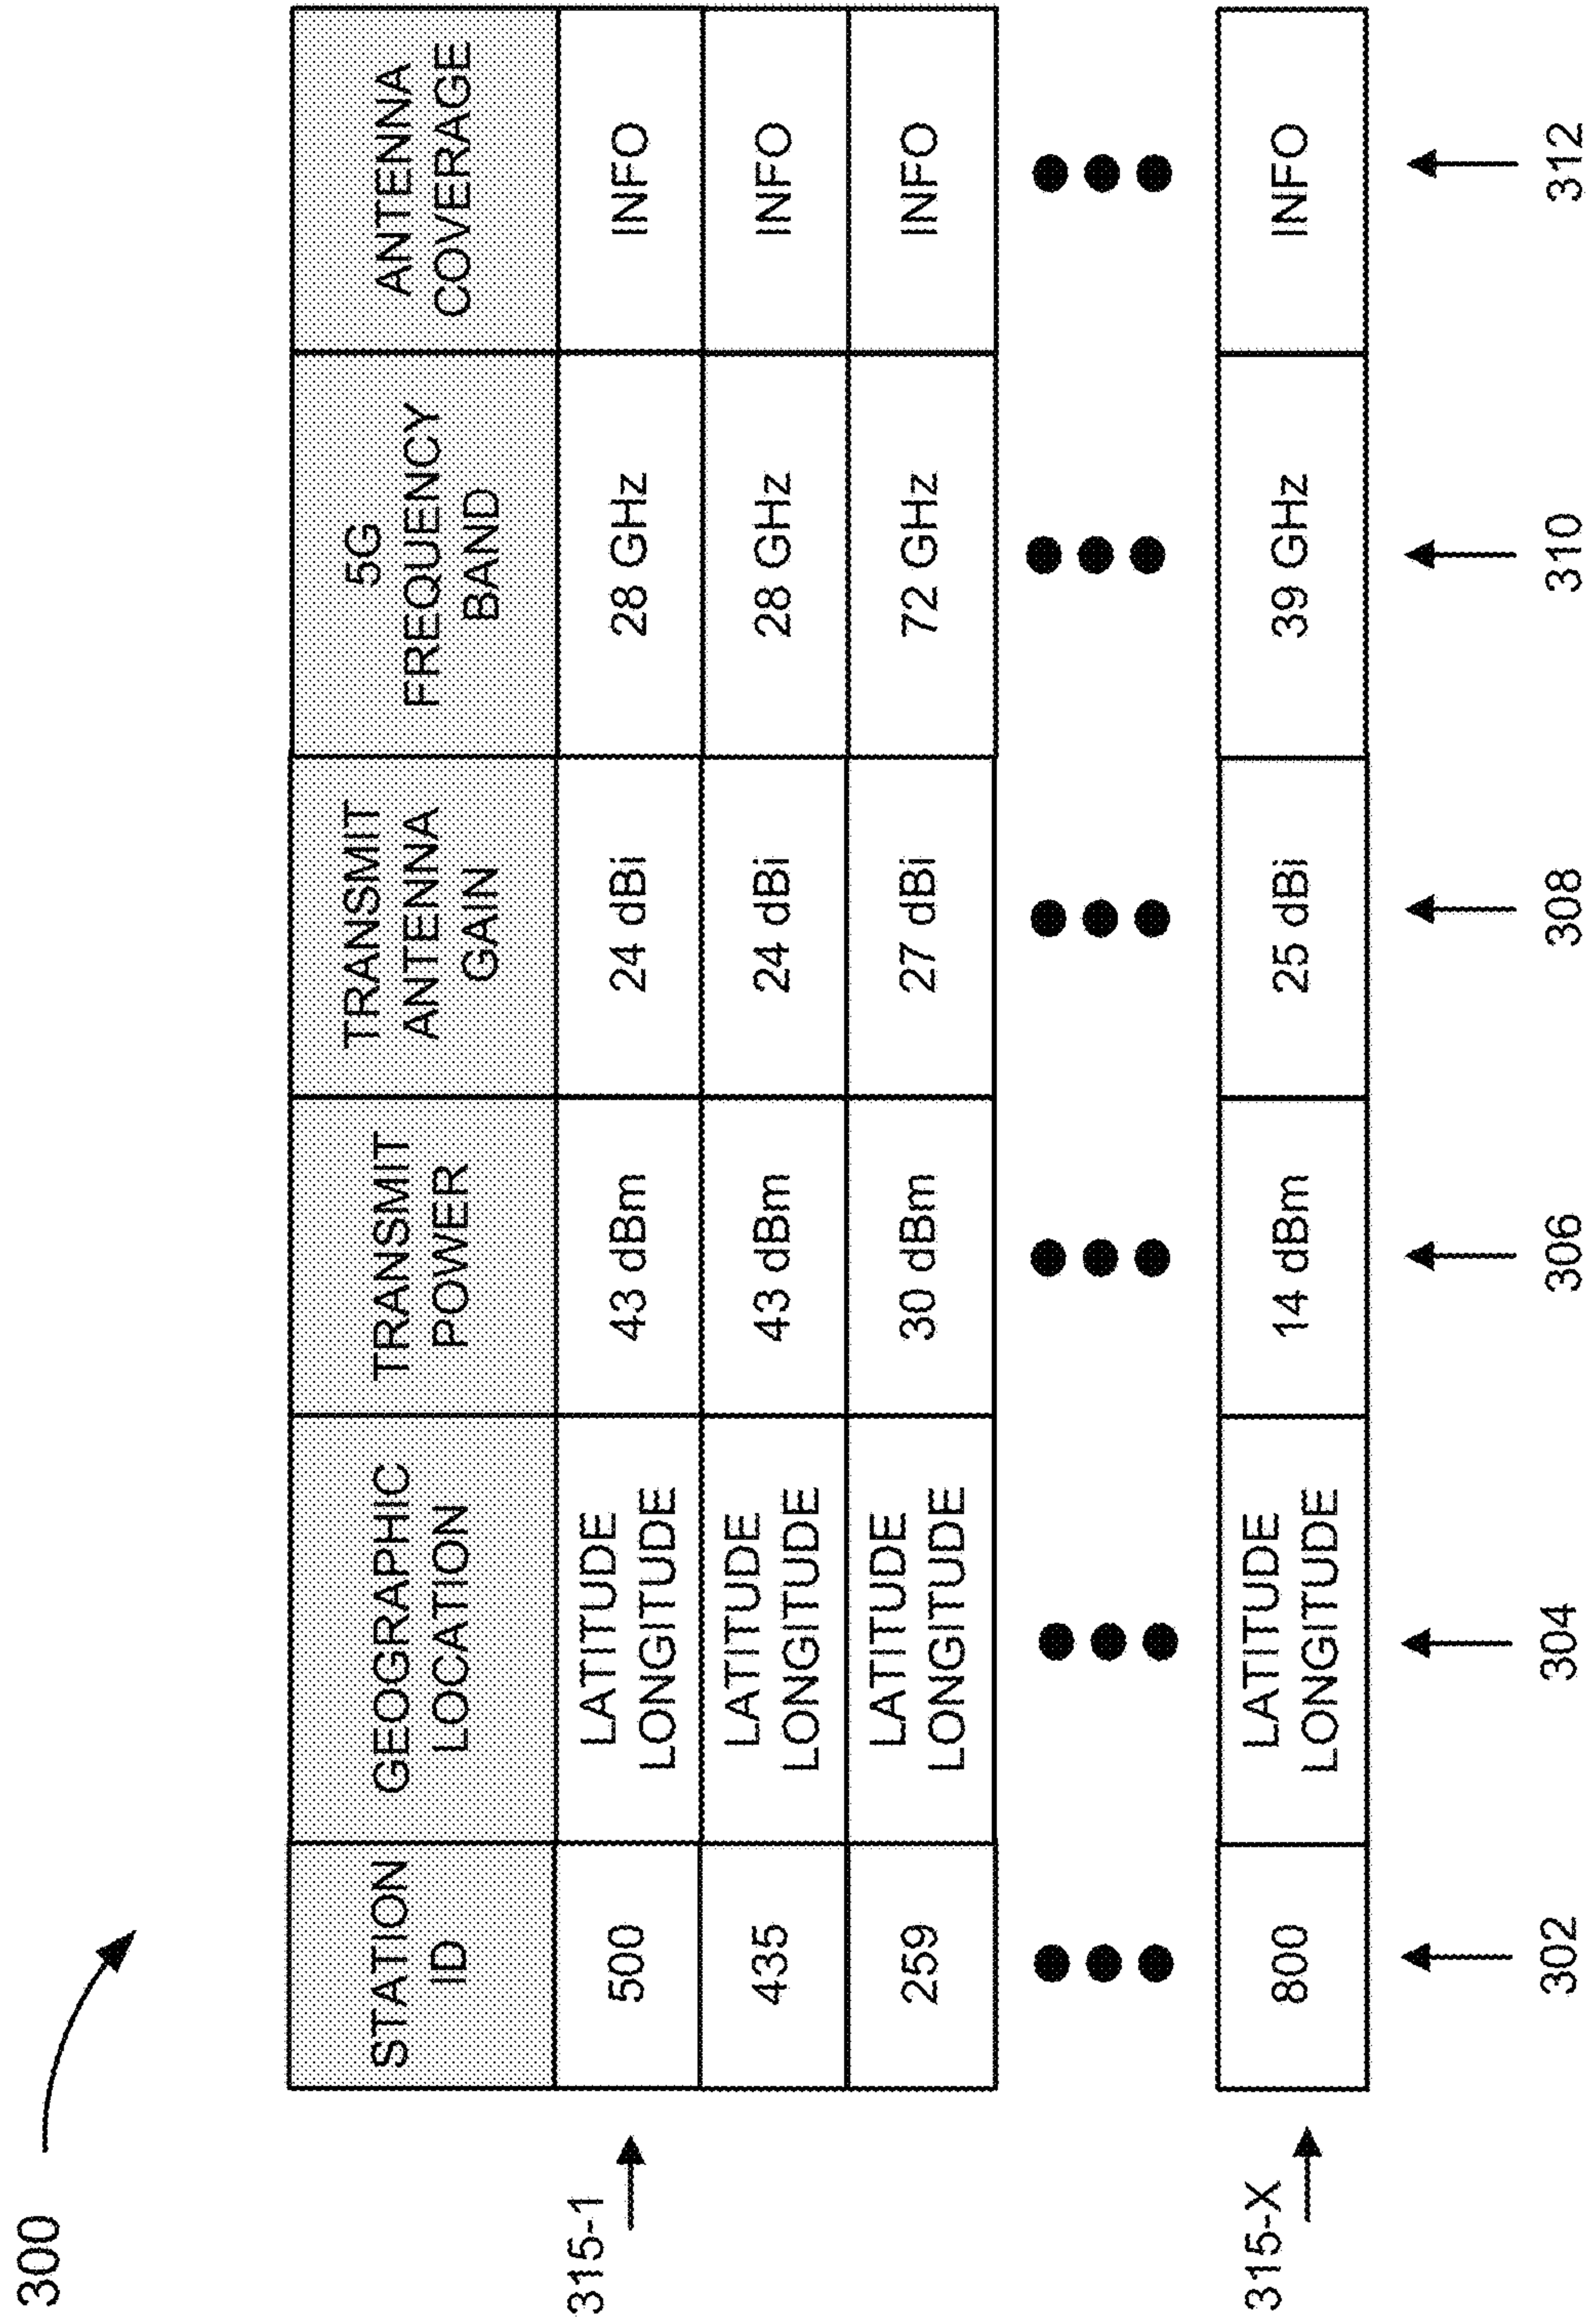 300
STATION
ID
GEOGRAPHIC
LOCATION
TRANSMIT
POWER
TRANSMIT
ANTENNA
GAIN
5G
FREQUENCY
BAND
ANTENNA
COVERAGE
315-1
500
LATITUDE
LONGITUDE
43 dBm
24 dBi
28 GHz
INFO
435
LATITUDE
LONGITUDE
43 dBm
24 dBi
28 GHz
INFO
259
LATITUDE
LONGITUDE
30 dBm
27 dBi
72 GHz
INFO
315-X
800
LATITUDE
LONGITUDE
14 dBm
25 dBi
39 GHz
INFO
302
304
306
308
310
312